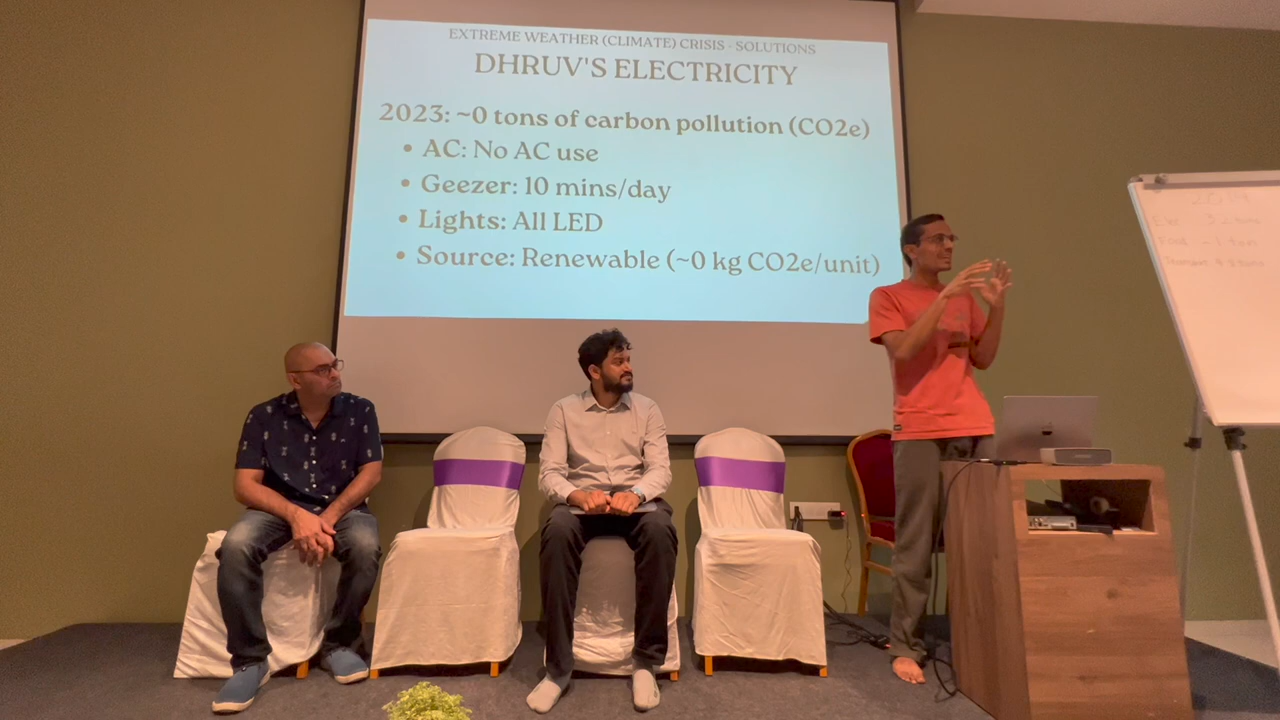 EXTREME WEATHER (CLIMATE) CRISIS - SOLUTIONS
DHRUV'S ELECTRICITY
2023: ~0 tons of carbon pollution (CO2e)
• AC: No AC use
• Geezer: 10 mins/day
• Lights: All LED
• Source: Renewable (~0 kg CO2e/unit)